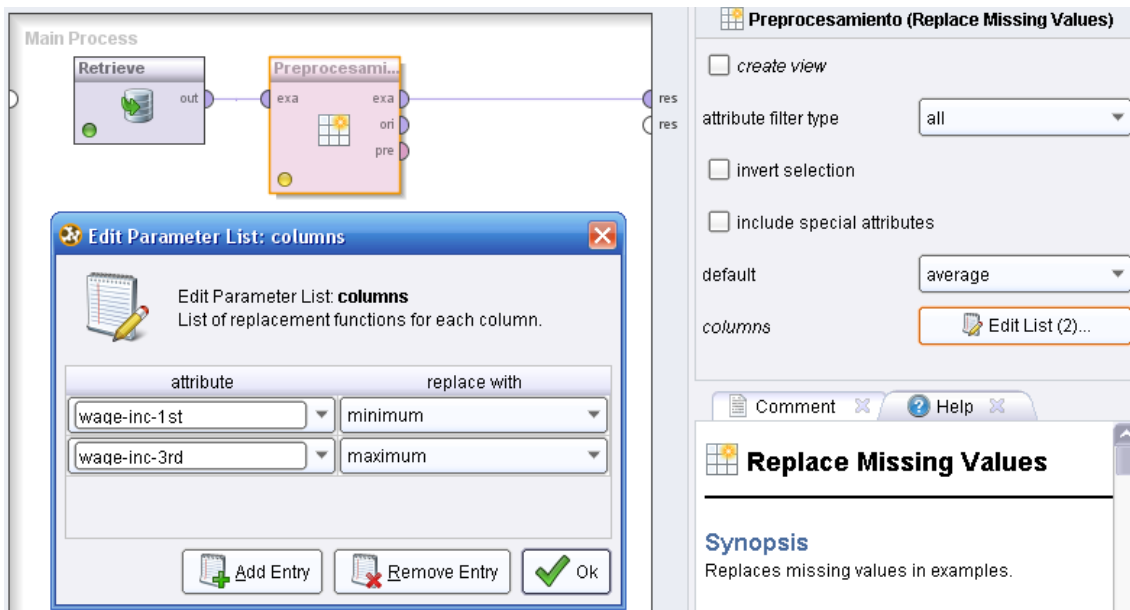 Main Process
Retrieve
out
Preprocesami...
exa
exa
ori
pre
res
res
Edit Parameter List: columns
Edit Parameter List: columns
List of replacement functions for each column.
attribute
replace with
wage-inc-1st
minimum
wage-inc-3rd
maximum
Add Entry
Remove Entry
Ok
Preprocesamiento (Replace Missing Values)
create view
attribute filter type
all
invert selection
include special attributes
default
average
columns
Edit List (2)...
Comment
Help
Replace Missing Values
Synopsis
Replaces missing values in examples.